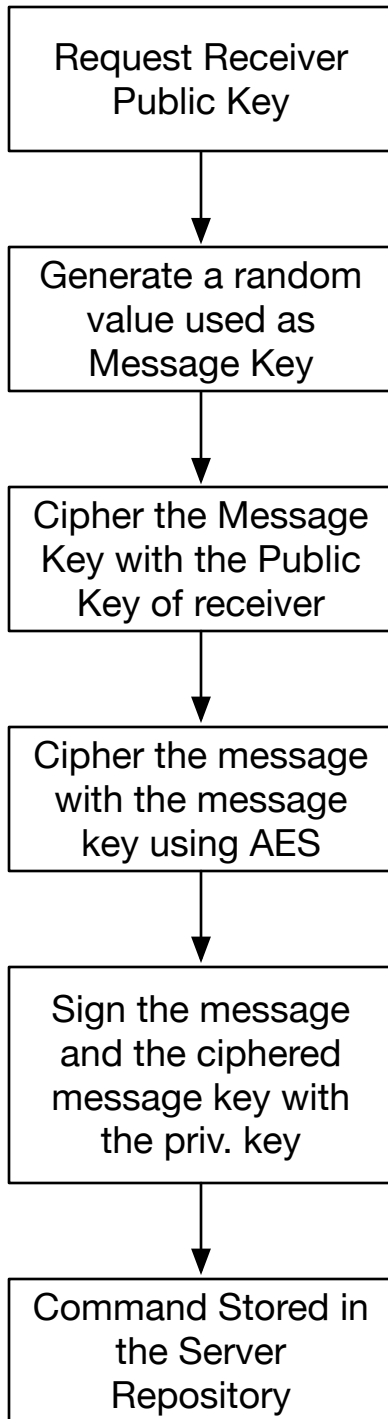 Request Receiver
Public Key
Generate a random
value used as
Message Key
Cipher the Message
Key with the Public
Key of receiver
Cipher the message
with the message
key using AES
Sign the message
and the ciphered
message key with
the priv. key
Command Stored in
the Server
Repository